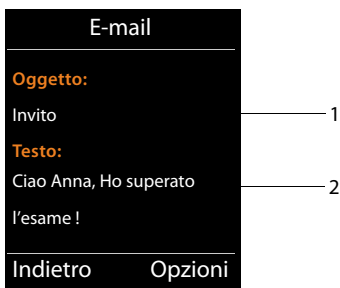 E-mail
Oggetto:
Invito
1
Testo:
Ciao Anna, Ho superato
2
l'esame !
Indietro Opzioni